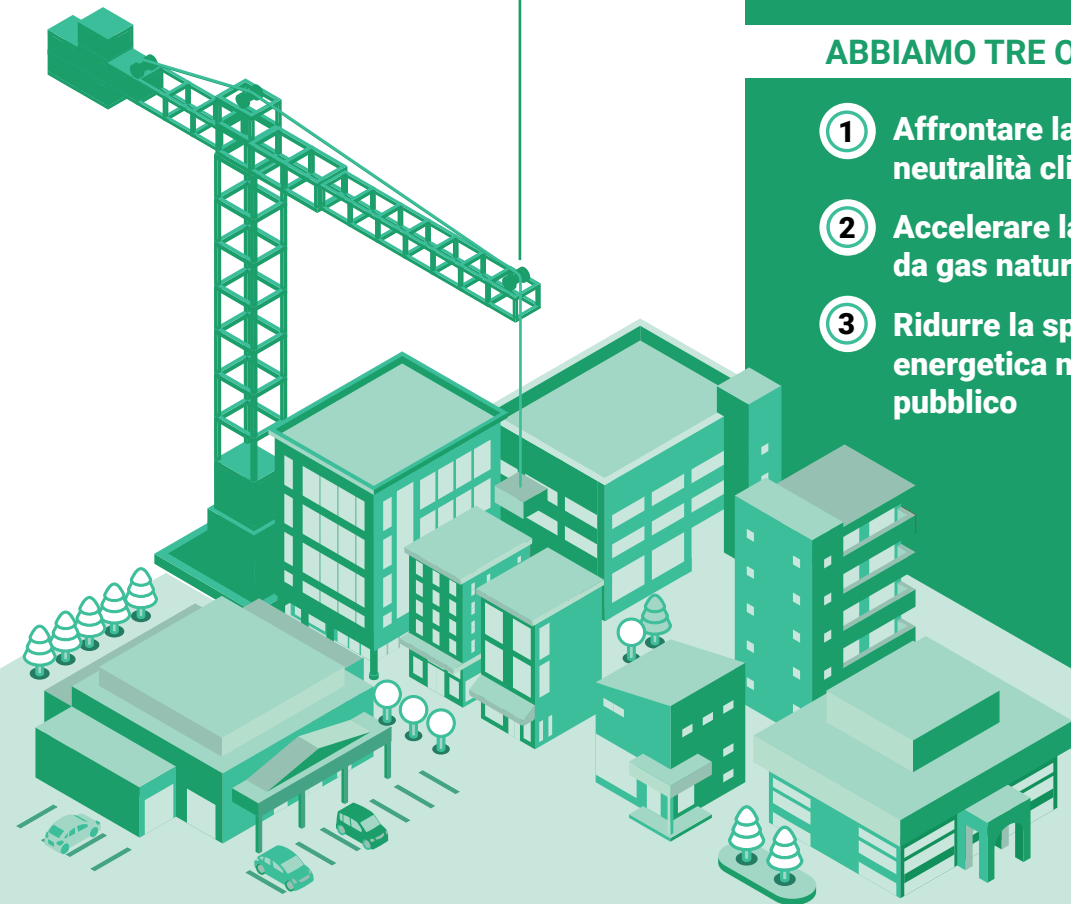 ABBIAMO TRE O
1
Affrontare la
neutralità cli
2
Accelerare la
da gas natur
3
Ridurre la sp
energetica n
pubblico